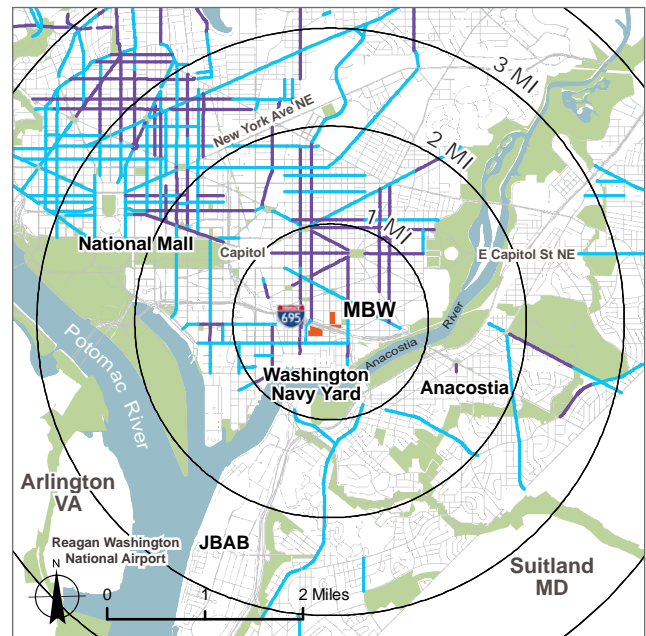 3 MI
New York Ave NE
2 MI
1 MI
National Mall
Capitol
E Capitol St NE
695
MBW
River
Anacostia
Washington
Navy Yard
Anacostia
Potomac River
Arlington
VA
Reagan Washington
National Airport
JBAB
Suitland
MD
N
0 1 2 Miles